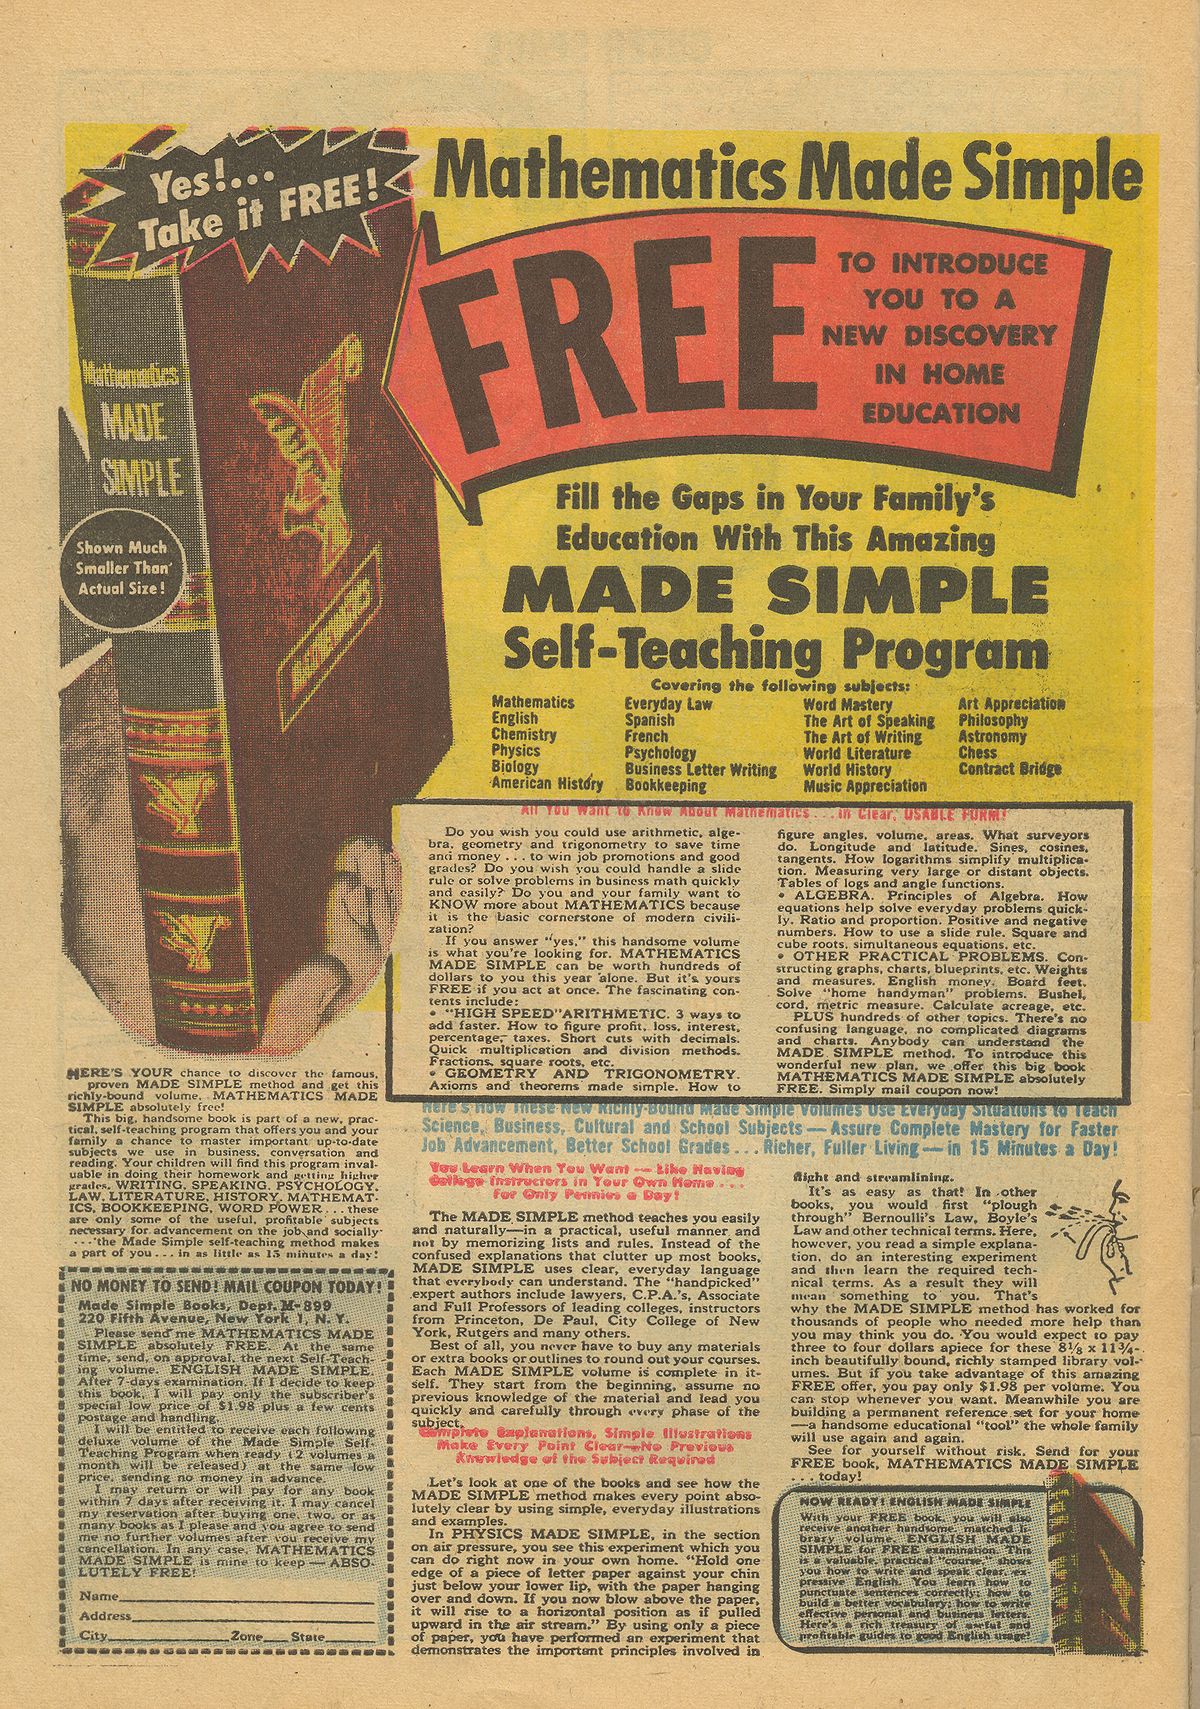 Yes!...
Take it FREE!
Mathematics Made Simple
FREE
TO INTRODUCE
YOU TO A
NEW DISCOVERY
IN HOME
EDUCATION
Mathematics
MADE
SIMPLE
Shown Much
Smaller Than
Actual Size!
Fill the Gaps in Your Family's
Education With This Amazing
MADE SIMPLE
Self-Teaching Program
Covering the following subjects:
Mathematics
English
Chemistry
Physics
Biology
American History
Everyday Law
Spanish
French
Psychology
Business Letter Writing
Bookkeeping
Word Mastery
The Art of Speaking
The Art of Writing
World Literature
World History
Music Appreciation
Art Appreciation
Philosophy
Astronomy
Chess
Contract Bridge
All You Want to Know About Mathematics...in Clear, USABLE FORM!
Do you wish you could use arithmetic, alge-
bra, geometry and trigonometry to save time
and money . . . to win job promotions and good
grades? Do you wish you could handle a slide
rule or solve problems in business math quickly
and easily? Do you and your family want to
KNOW more about MATHEMATICS because
it is the basic cornerstone of modern civili-
zation?
If you answer "yes," this handsome volume
is what you're looking for. MATHEMATICS
MADE SIMPLE can be worth hundreds of
dollars to you this year alone. But it's yours
FREE if you act at once. The fascinating con-
tents include:
• "HIGH SPEED" ARITHMETIC. 3 ways to
add faster. How to figure profit, loss, interest,
percentage, taxes. Short cuts with decimals.
Quick multiplication and division methods.
Fractions, square roots, etc.
• GEOMETRY AND TRIGONOMETRY.
Axioms and theorems made simple. How to
figure angles, volume, areas. What surveyors
do. Longitude and latitude. Sines, cosines,
tangents. How logarithms simplify multiplica-
tion. Measuring very large or distant objects.
Tables of logs and angle functions.
• ALGEBRA. Principles of Algebra. How
equations help solve everyday problems quick-
ly. Ratio and proportion. Positive and negative
numbers. How to use a slide rule. Square and
cube roots, simultaneous equations, etc.
• OTHER PRACTICAL PROBLEMS. Con-
structing graphs, charts, blueprints, etc. Weights
and measures. English money. Board feet.
Solve "home handyman" problems. Bushel,
cord, metric measure. Calculate acreage, etc.
PLUS hundreds of other topics. There's no
confusing language, no complicated diagrams
and charts. Anybody can understand the
MADE SIMPLE method. To introduce this
wonderful new plan, we offer this big book
MATHEMATICS MADE SIMPLE absolutely
FREE. Simply mail coupon now!
HERE'S YOUR chance to discover the famous,
proven MADE SIMPLE method and get this
richly-bound volume, MATHEMATICS MADE
SIMPLE absolutely free!
This big, handsome book is part of a new, prac-
tical, self-teaching program that offers you and your
family a chance to master important up-to-date
subjects we use in business, conversation and
reading. Your children will find this program inval-
uable in doing their homework and getting higher
grades. WRITING, SPEAKING, PSYCHOLOGY,
LAW, LITERATURE, HISTORY, MATHEMAT-
ICS, BOOKKEEPING, WORD POWER . . . these
are only some of the useful, profitable subjects
necessary for advancement on the job and socially
. . . the Made Simple self-teaching method makes
a part of you . . . in as little as 15 minutes a day!
NO MONEY TO SEND! MAIL COUPON TODAY!
Made Simple Books, Dept. M-899
220 Fifth Avenue, New York 1, N. Y.
Please send me MATHEMATICS MADE
SIMPLE absolutely FREE. At the same
time, send, on approval, the next Self-Teach-
ing volume, ENGLISH MADE SIMPLE.
After 7-days examination, If I decide to keep
this book, I will pay only the subscriber's
special low price of $1.98 plus a few cents
postage and handling.
I will be entitled to receive each following
deluxe volume of the Made Simple Self-
Teaching Program when ready (2 volumes a
month will be released) at the same low
price, sending no money in advance.
I may return or will pay for any book
within 7 days after receiving it. I may cancel
my reservation after buying one, two, or as
many books as I please and you agree to send
me no further volumes after you receive my
cancellation. In any case, MATHEMATICS
MADE SIMPLE is mine to keep — ABSO-
LUTELY FREE!
Name
Address
City Zone State
Here's How These New Richly-Bound Made Simple Volumes Use Everyday Situations to Teach
Science, Business, Cultural and School Subjects — Assure Complete Mastery for Faster
Job Advancement, Better School Grades . . . Richer, Fuller Living — in 15 Minutes a Day!
You Learn When You Want — Like Having
College Instructors in Your Own Home . . .
for Only Pennies a Day!
The MADE SIMPLE method teaches you easily
and naturally—in a practical, useful manner and
not by memorizing lists and rules. Instead of the
confused explanations that clutter up most books,
MADE SIMPLE uses clear, everyday language
that everybody can understand. The "handpicked"
expert authors include lawyers, C.P.A.'s, Associate
and Full Professors of leading colleges, instructors
from Princeton, De Paul, City College of New
York, Rutgers and many others.
Best of all, you never have to buy any materials
or extra books or outlines to round out your courses.
Each MADE SIMPLE volume is complete in it-
self. They start from the beginning, assume no
previous knowledge of the material and lead you
quickly and carefully through every phase of the
subject.
Complete Explanations, Simple Illustrations
Make Every Point Clear—No Previous
Knowledge of the Subject Required
Let's look at one of the books and see how the
MADE SIMPLE method makes every point abso-
lutely clear by using simple, everyday illustrations
and examples.
In PHYSICS MADE SIMPLE, in the section
on air pressure, you see this experiment which you
can do right now in your own home. "Hold one
edge of a piece of letter paper against your chin
just below your lower lip, with the paper hanging
over and down. If you now blow above the paper,
it will rise to a horizontal position as if pulled
upward in the air stream." By using only a piece
of paper, you have performed an experiment that
demonstrates the important principles involved in
flight and streamlining.
It's as easy as that! In other
books, you would first "plough
through" Bernoulli's Law, Boyle's
Law and other technical terms. Here,
however, you read a simple explana-
tion, do an interesting experiment
and then learn the required tech-
nical terms. As a result they will
mean something to you. That's
why the MADE SIMPLE method has worked for
thousands of people who needed more help than
you may think you do. You would expect to pay
three to four dollars apiece for these 8⅛ x 11¾-
inch beautifully bound, richly stamped library vol-
umes. But if you take advantage of this amazing
FREE offer, you pay only $1.98 per volume. You
can stop whenever you want. Meanwhile you are
building a permanent reference set for your home
—a handsome educational "tool" the whole family
will use again and again.
See for yourself without risk. Send for your
FREE book, MATHEMATICS MADE SIMPLE
. . . today!
NOW READY! ENGLISH MADE SIMPLE
With your FREE book, you will also
receive another handsome, matched li-
brary volume, ENGLISH MADE
SIMPLE for FREE examination. This
is a valuable, practical "course," shows
you how to write and speak clear, ex-
pressive English. You learn how to
punctuate sentences correctly; how to
build a better vocabulary; how to write
effective personal and business letters.
Here's a rich treasury of useful and
profitable guides to good English usage!